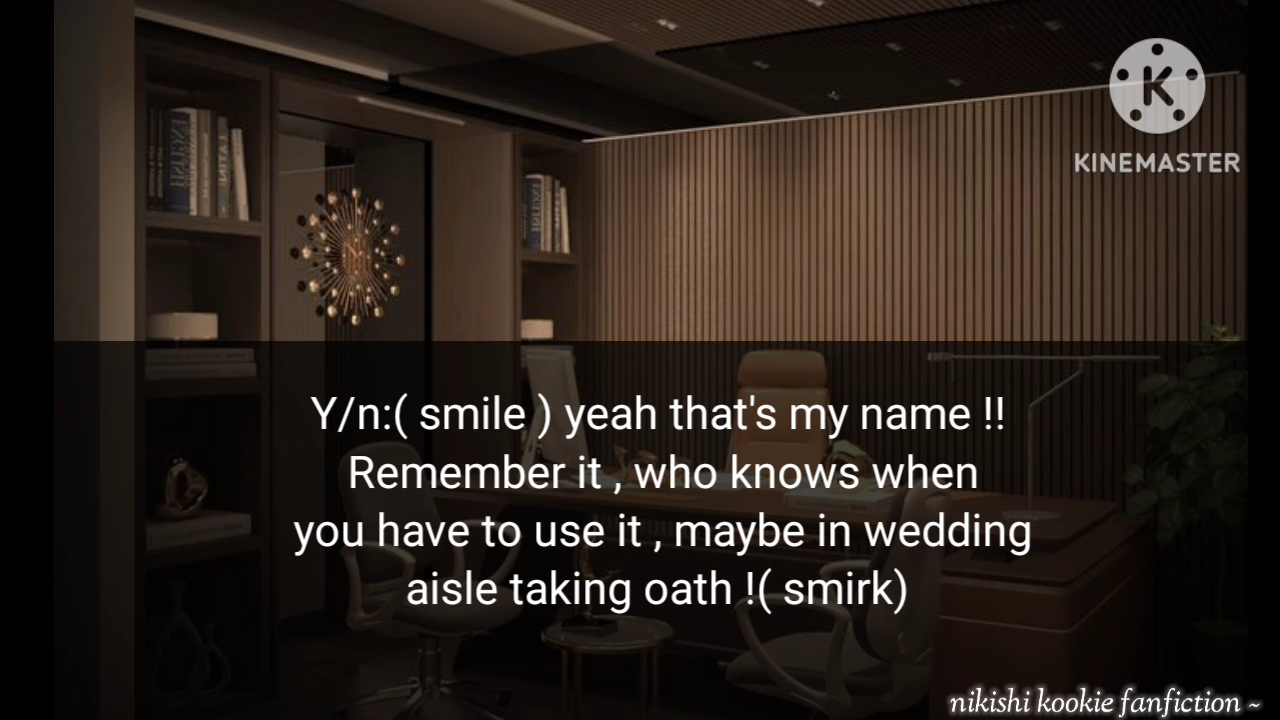 KINEMASTER
Y/n:( smile ) yeah that's my name !!
Remember it , who knows when
you have to use it , maybe in wedding
aisle taking oath !( smirk)
nikishi kookie fanfiction ~